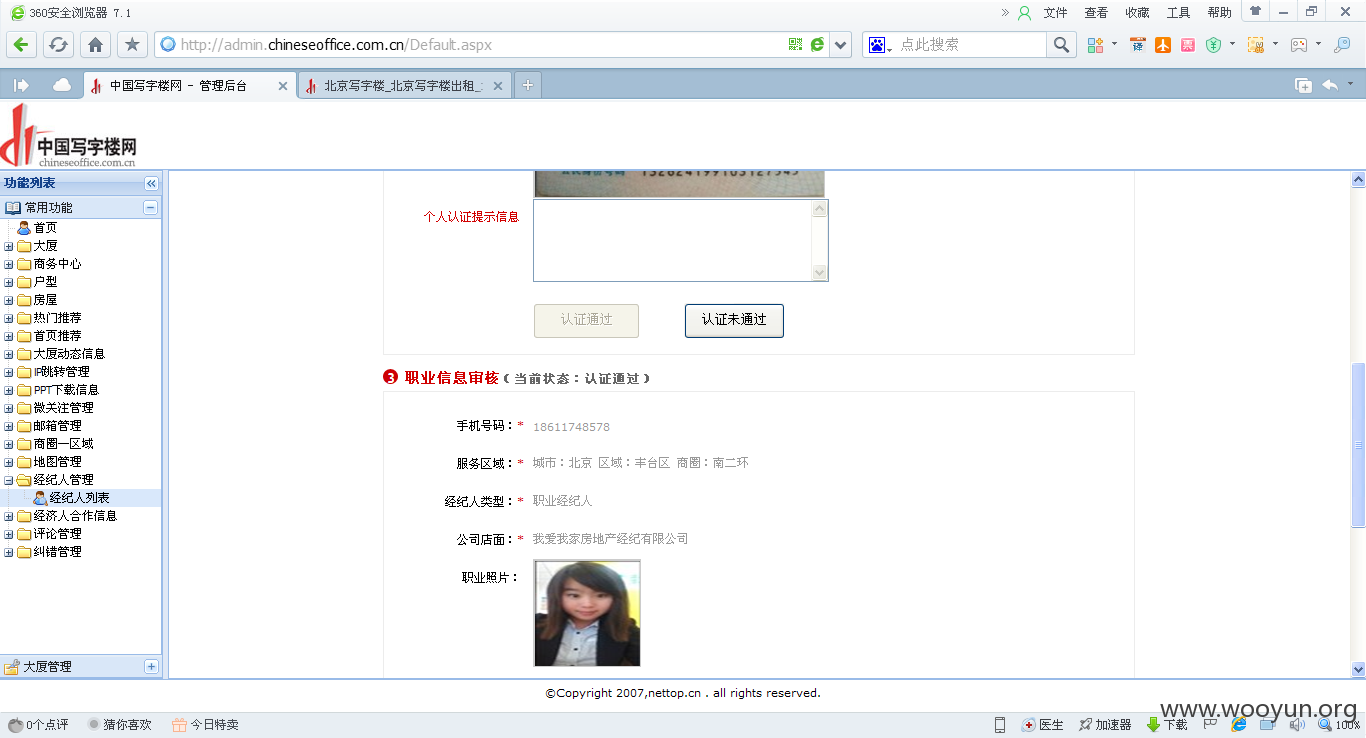 360安全浏览器 7.1
» 文件 查看 收藏 工具 帮助
http://admin.chineseoffice.com.cn/Default.aspx
点此搜索
中国写字楼网 - 管理后台
北京写字楼_北京写字楼出租_
中国写字楼网
chineseoffice.com.cn
功能列表
常用功能
首页
大厦
商务中心
户型
房屋
热门推荐
首页推荐
大厦动态信息
IP跳转管理
PPT下载信息
微关注管理
邮箱管理
商圈—区域
地图管理
经纪人管理
经纪人列表
经济人合作信息
评论管理
纠错管理
大厦管理
个人认证提示信息
认证通过 认证未通过
3 职业信息审核（当前状态：认证通过）
手机号码：* 18611748578
服务区域：* 城市：北京 区域：丰台区 商圈：南二环
经纪人类型：* 职业经纪人
公司店面：* 我爱我家房地产经纪有限公司
职业照片：
©Copyright 2007,nettop.cn . all rights reserved.
www.wooyun.org
0个点评 猜你喜欢 今日特卖
医生 加速器 下载 100%